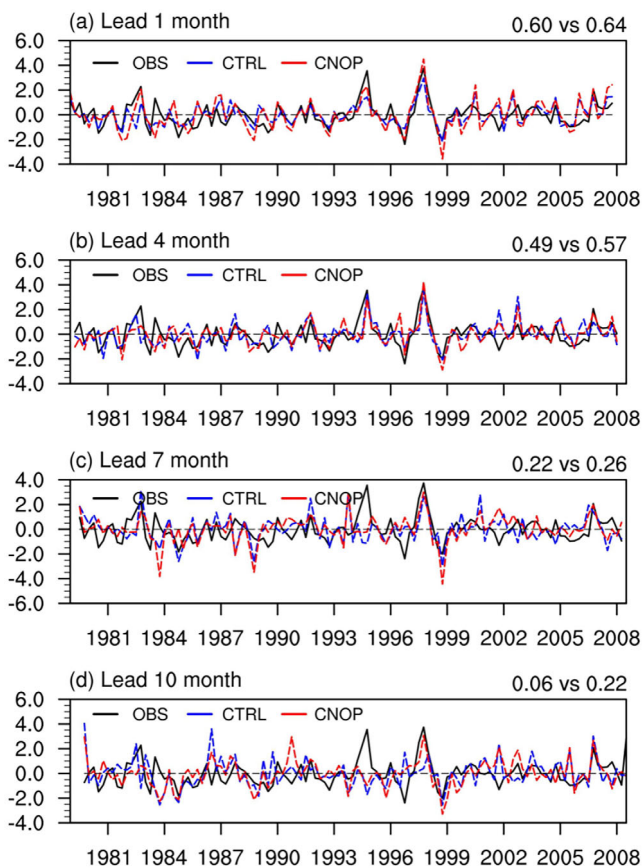 (a) Lead 1 month 0.60 vs 0.64
6.0
OBS CTRL CNOP
4.0
2.0
0.0
-2.0
-4.0
1981 1984 1987 1990 1993 1996 1999 2002 2005 2008
(b) Lead 4 month 0.49 vs 0.57
6.0
OBS CTRL CNOP
4.0
2.0
0.0
-2.0
-4.0
1981 1984 1987 1990 1993 1996 1999 2002 2005 2008
(c) Lead 7 month 0.22 vs 0.26
4.0
OBS CTRL CNOP
2.0
0.0
-2.0
-4.0
-6.0
1981 1984 1987 1990 1993 1996 1999 2002 2005 2008
(d) Lead 10 month 0.06 vs 0.22
6.0
OBS CTRL CNOP
4.0
2.0
0.0
-2.0
-4.0
1981 1984 1987 1990 1993 1996 1999 2002 2005 2008